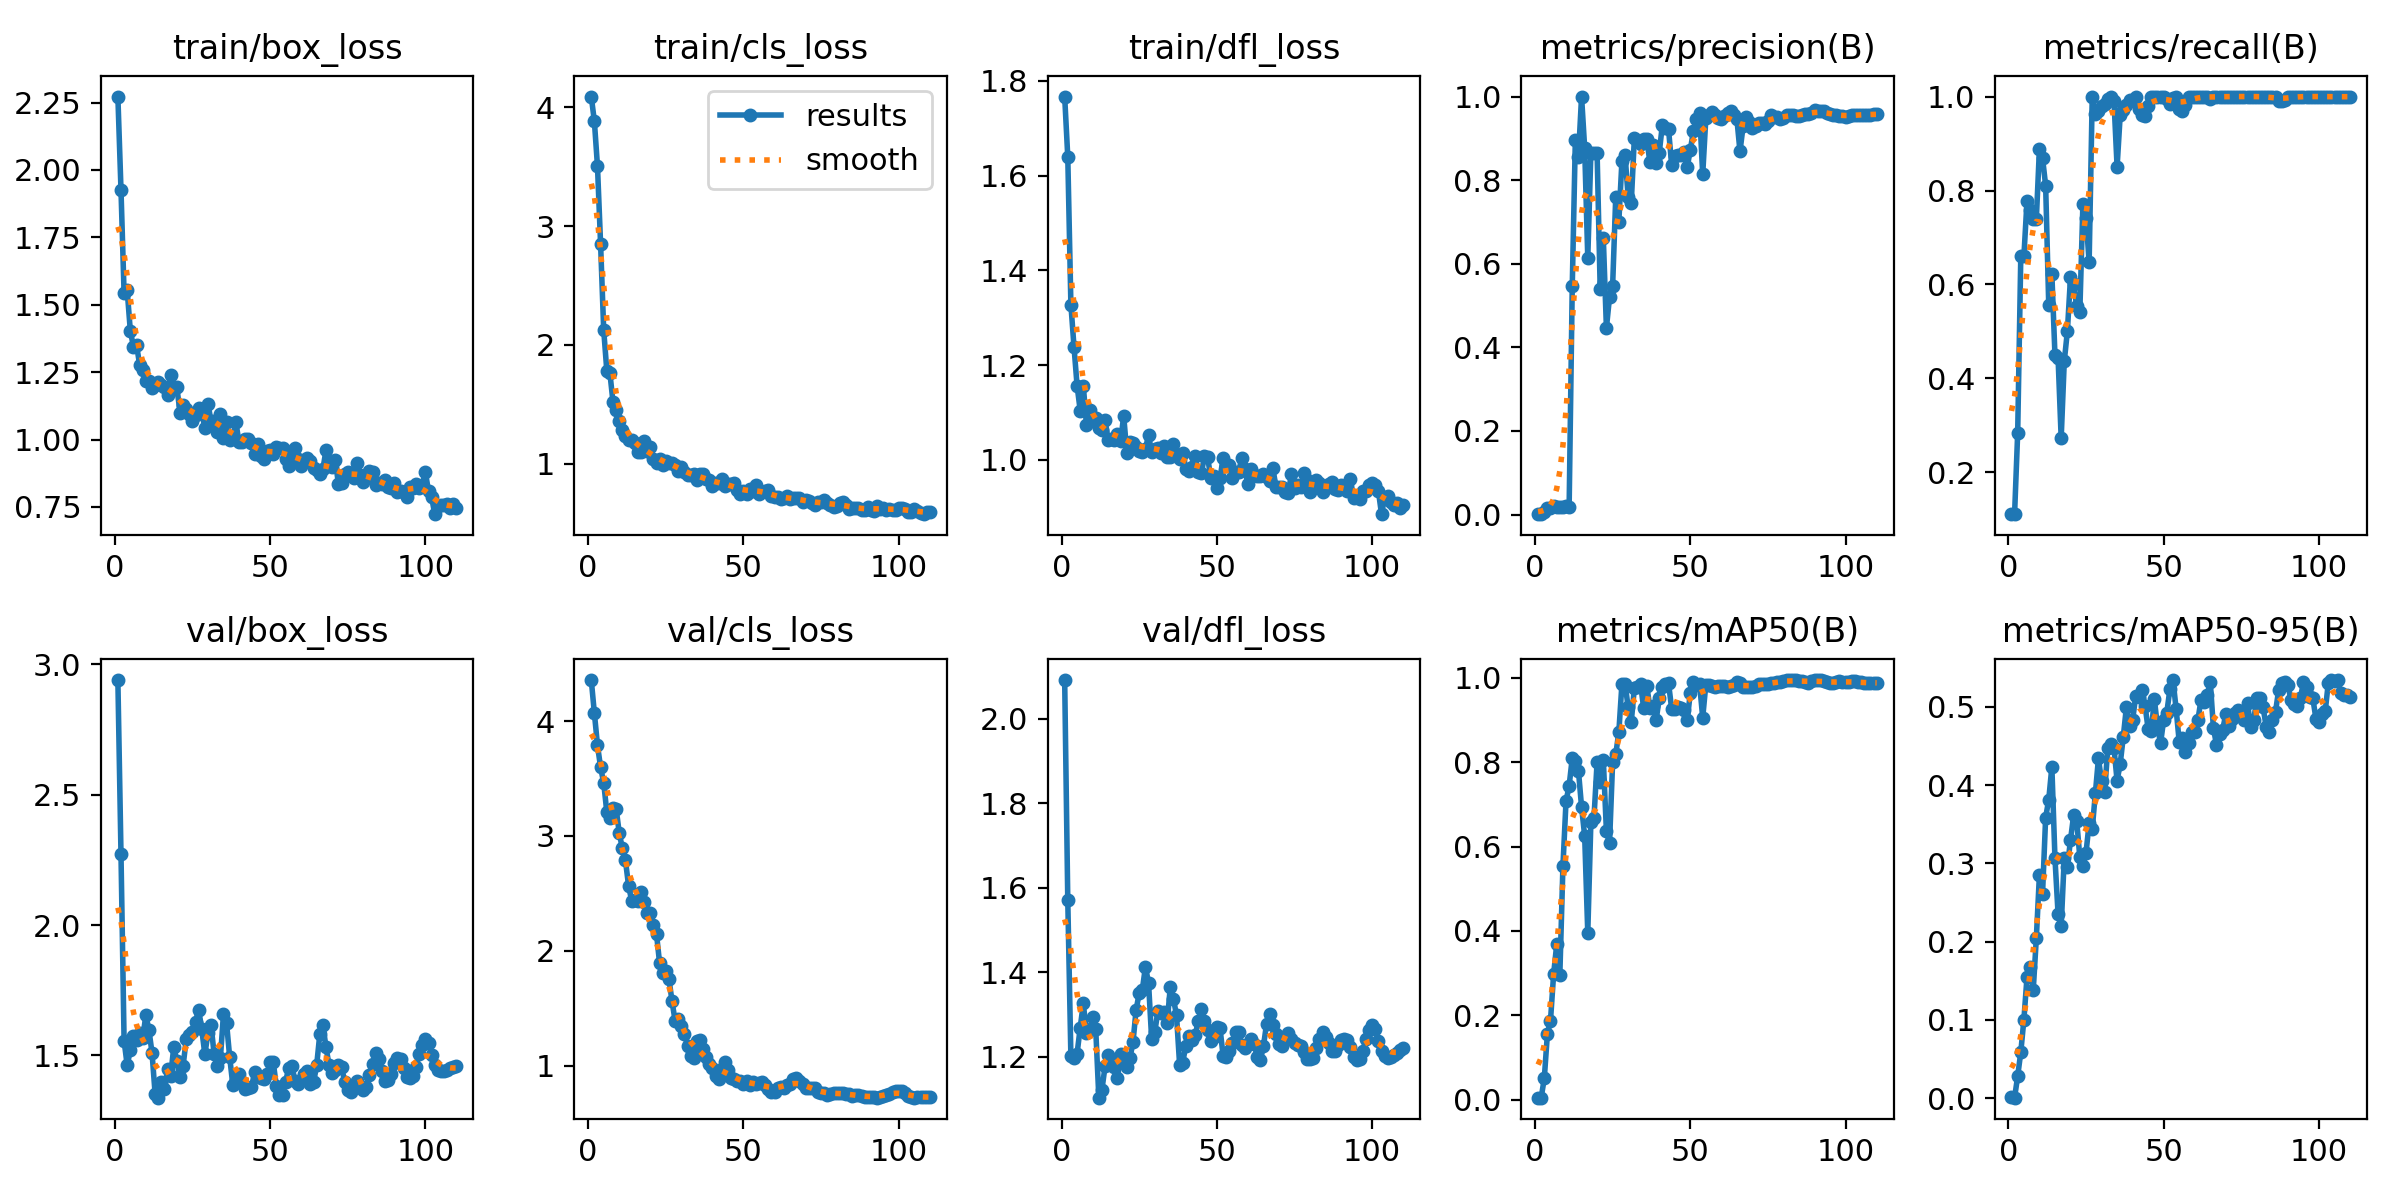 train/box_loss
train/cls_loss
train/dfl_loss
metrics/precision(B)
metrics/recall(B)
2.25
2.00
1.75
1.50
1.25
1.00
0.75
0 50 100
4
3
2
1
results
smooth
0 50 100
1.8
1.6
1.4
1.2
1.0
0 50 100
1.0
0.8
0.6
0.4
0.2
0.0
0 50 100
1.0
0.8
0.6
0.4
0.2
0 50 100
val/box_loss
val/cls_loss
val/dfl_loss
metrics/mAP50(B)
metrics/mAP50-95(B)
3.0
2.5
2.0
1.5
0 50 100
4
3
2
1
0 50 100
2.0
1.8
1.6
1.4
1.2
0 50 100
1.0
0.8
0.6
0.4
0.2
0.0
0 50 100
0.5
0.4
0.3
0.2
0.1
0.0
0 50 100